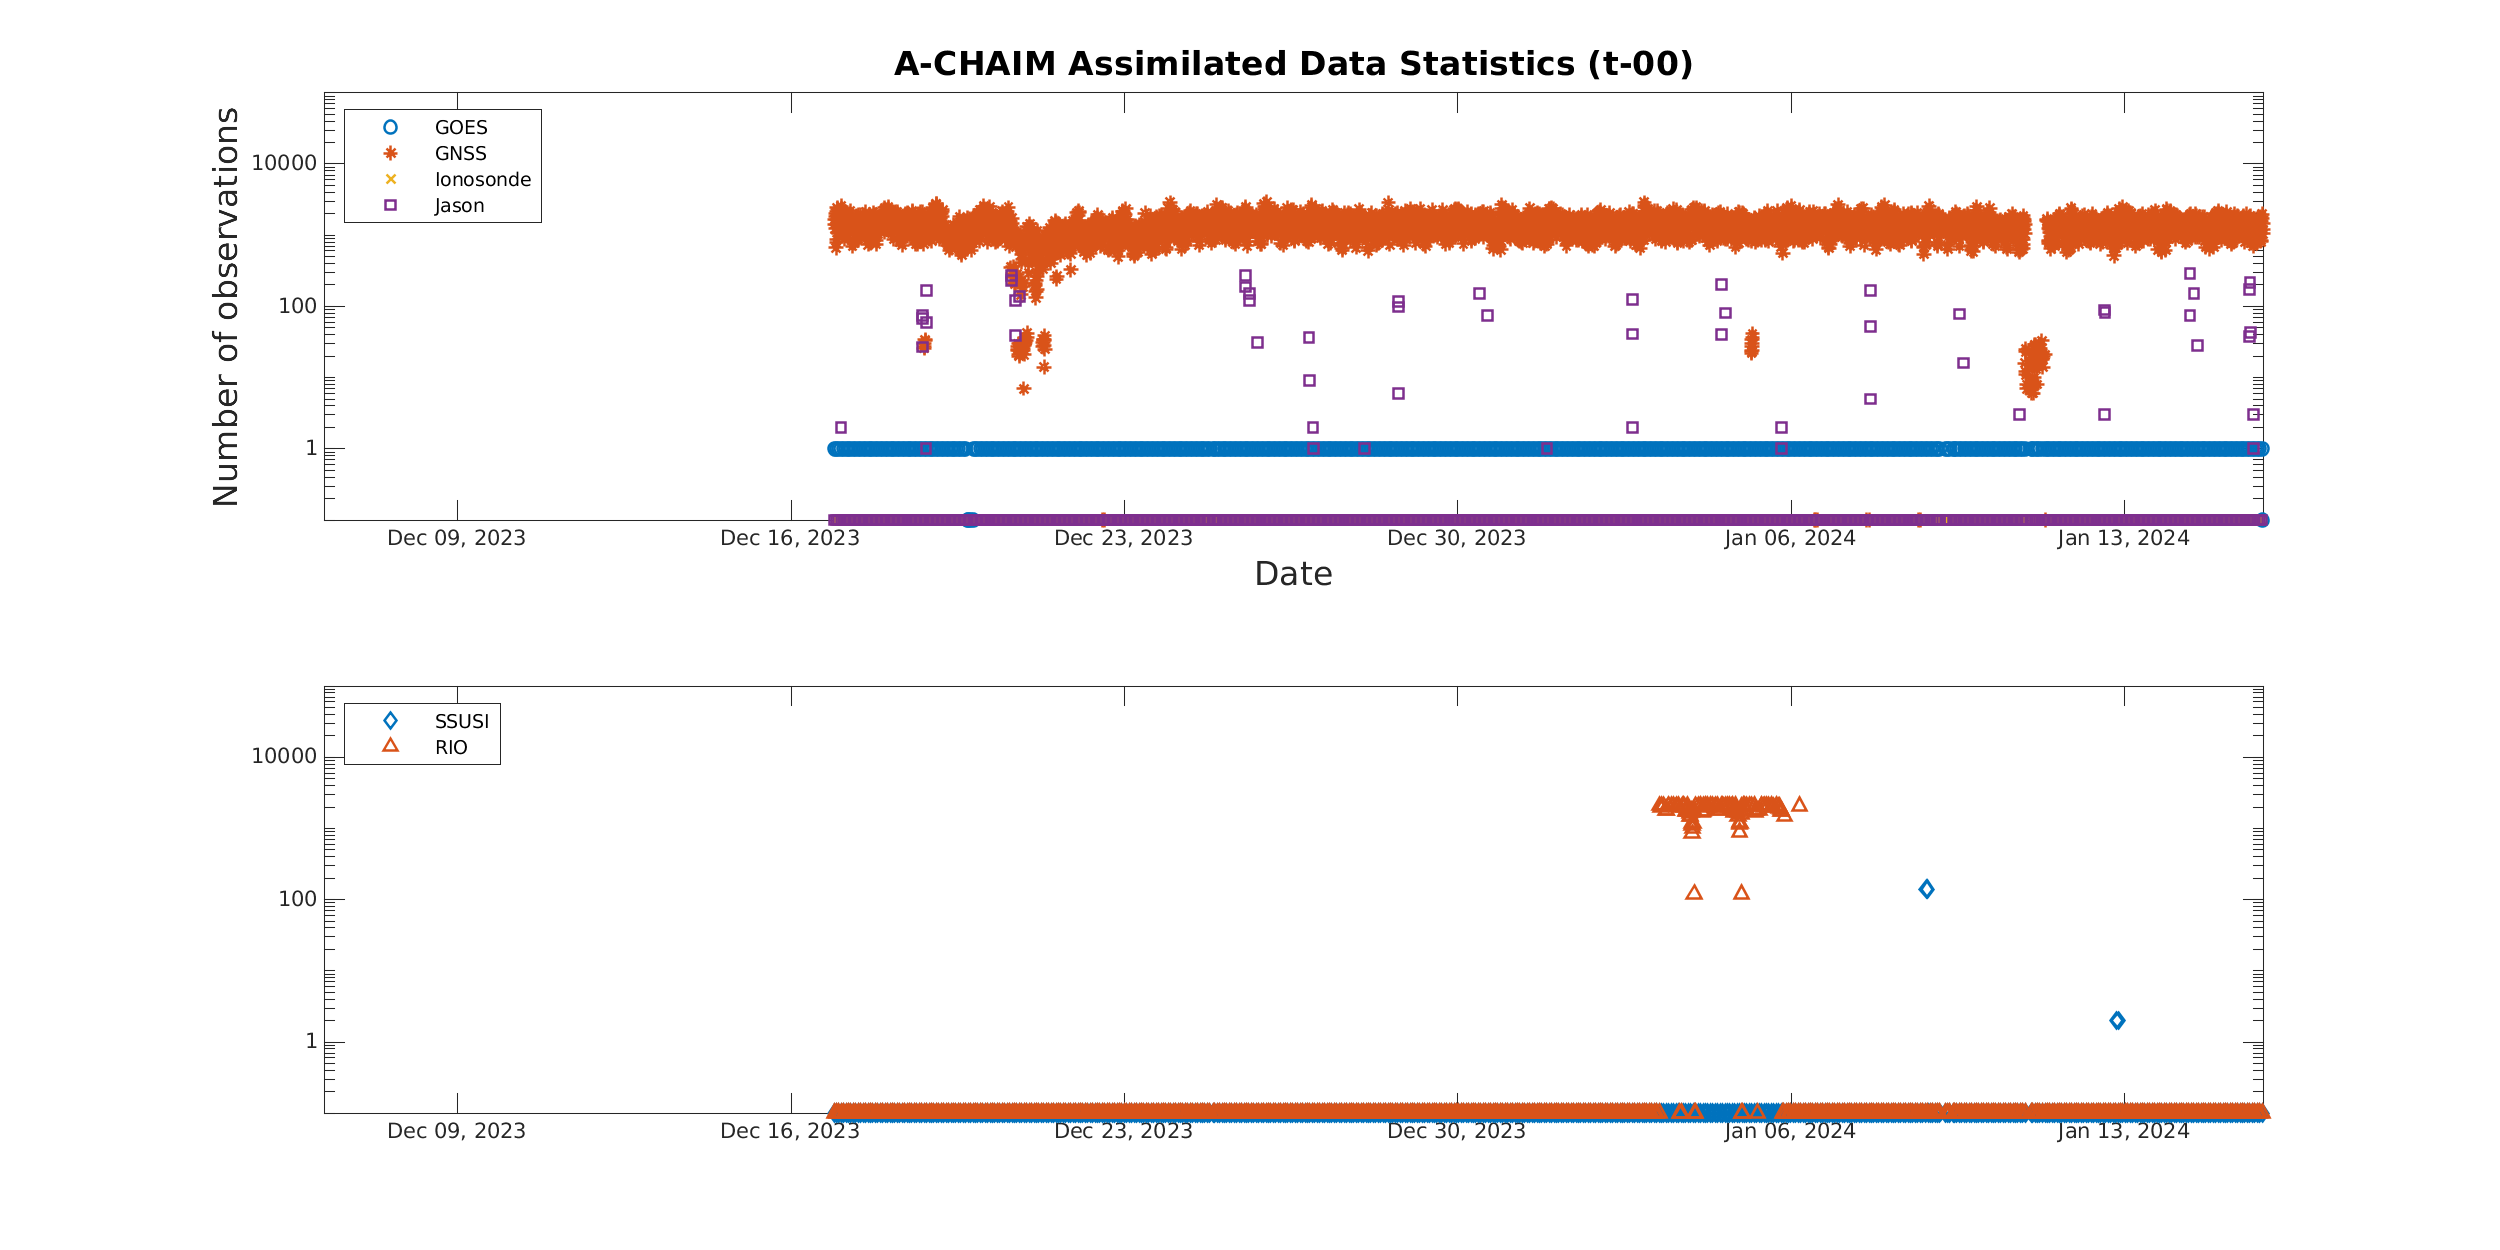 A-CHAIM Assimilated Data Statistics (t-00)
Number of observations
GOES
GNSS
Ionosonde
Jason
10000
100
1
Dec 09, 2023
Dec 16, 2023
Dec 23, 2023
Dec 30, 2023
Jan 06, 2024
Jan 13, 2024
Date
SSUSI
RIO
10000
100
1
Dec 09, 2023
Dec 16, 2023
Dec 23, 2023
Dec 30, 2023
Jan 06, 2024
Jan 13, 2024